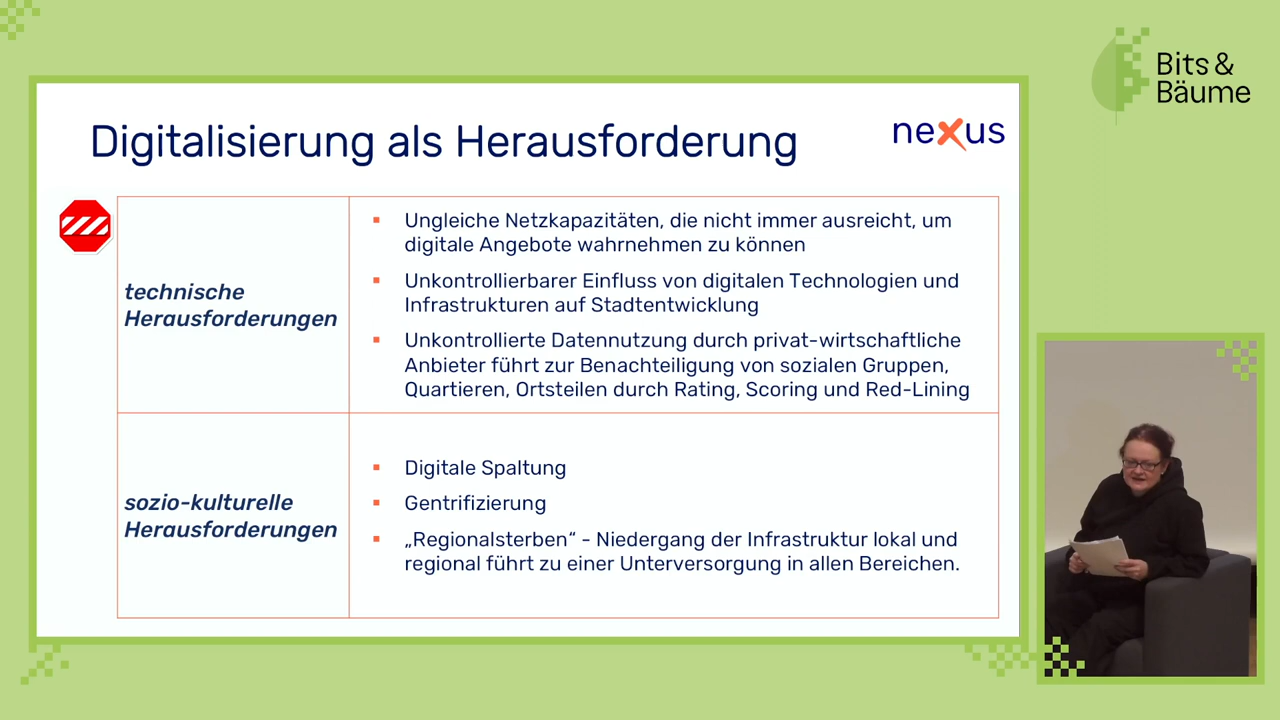 Bits &
Bäume
Digitalisierung als Herausforderung
nexus
technische
Herausforderungen
Ungleiche Netzkapazitäten, die nicht immer ausreicht, um
digitale Angebote wahrnehmen zu können
Unkontrollierbarer Einfluss von digitalen Technologien und
Infrastrukturen auf Stadtentwicklung
Unkontrollierte Datennutzung durch privat-wirtschaftliche
Anbieter führt zur Benachteiligung von sozialen Gruppen,
Quartieren, Ortsteilen durch Rating, Scoring und Red-Lining
sozio-kulturelle
Herausforderungen
Digitale Spaltung
Gentrifizierung
„Regionalsterben“ - Niedergang der Infrastruktur lokal und
regional führt zu einer Unterversorgung in allen Bereichen.